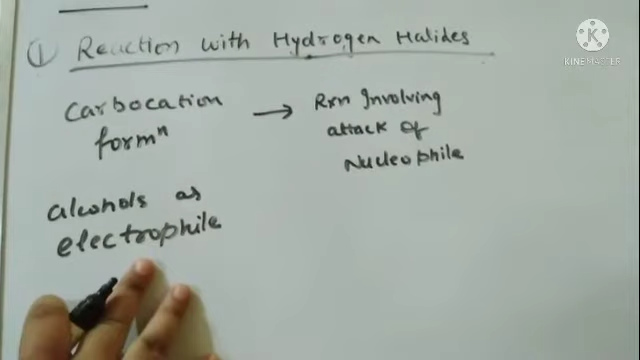 ① Reaction with Hydrogen Halides
Carbocation → Rxn Involving
formⁿ attack of
Nucleophile
alcohols as
electrophile
KINEMASTER